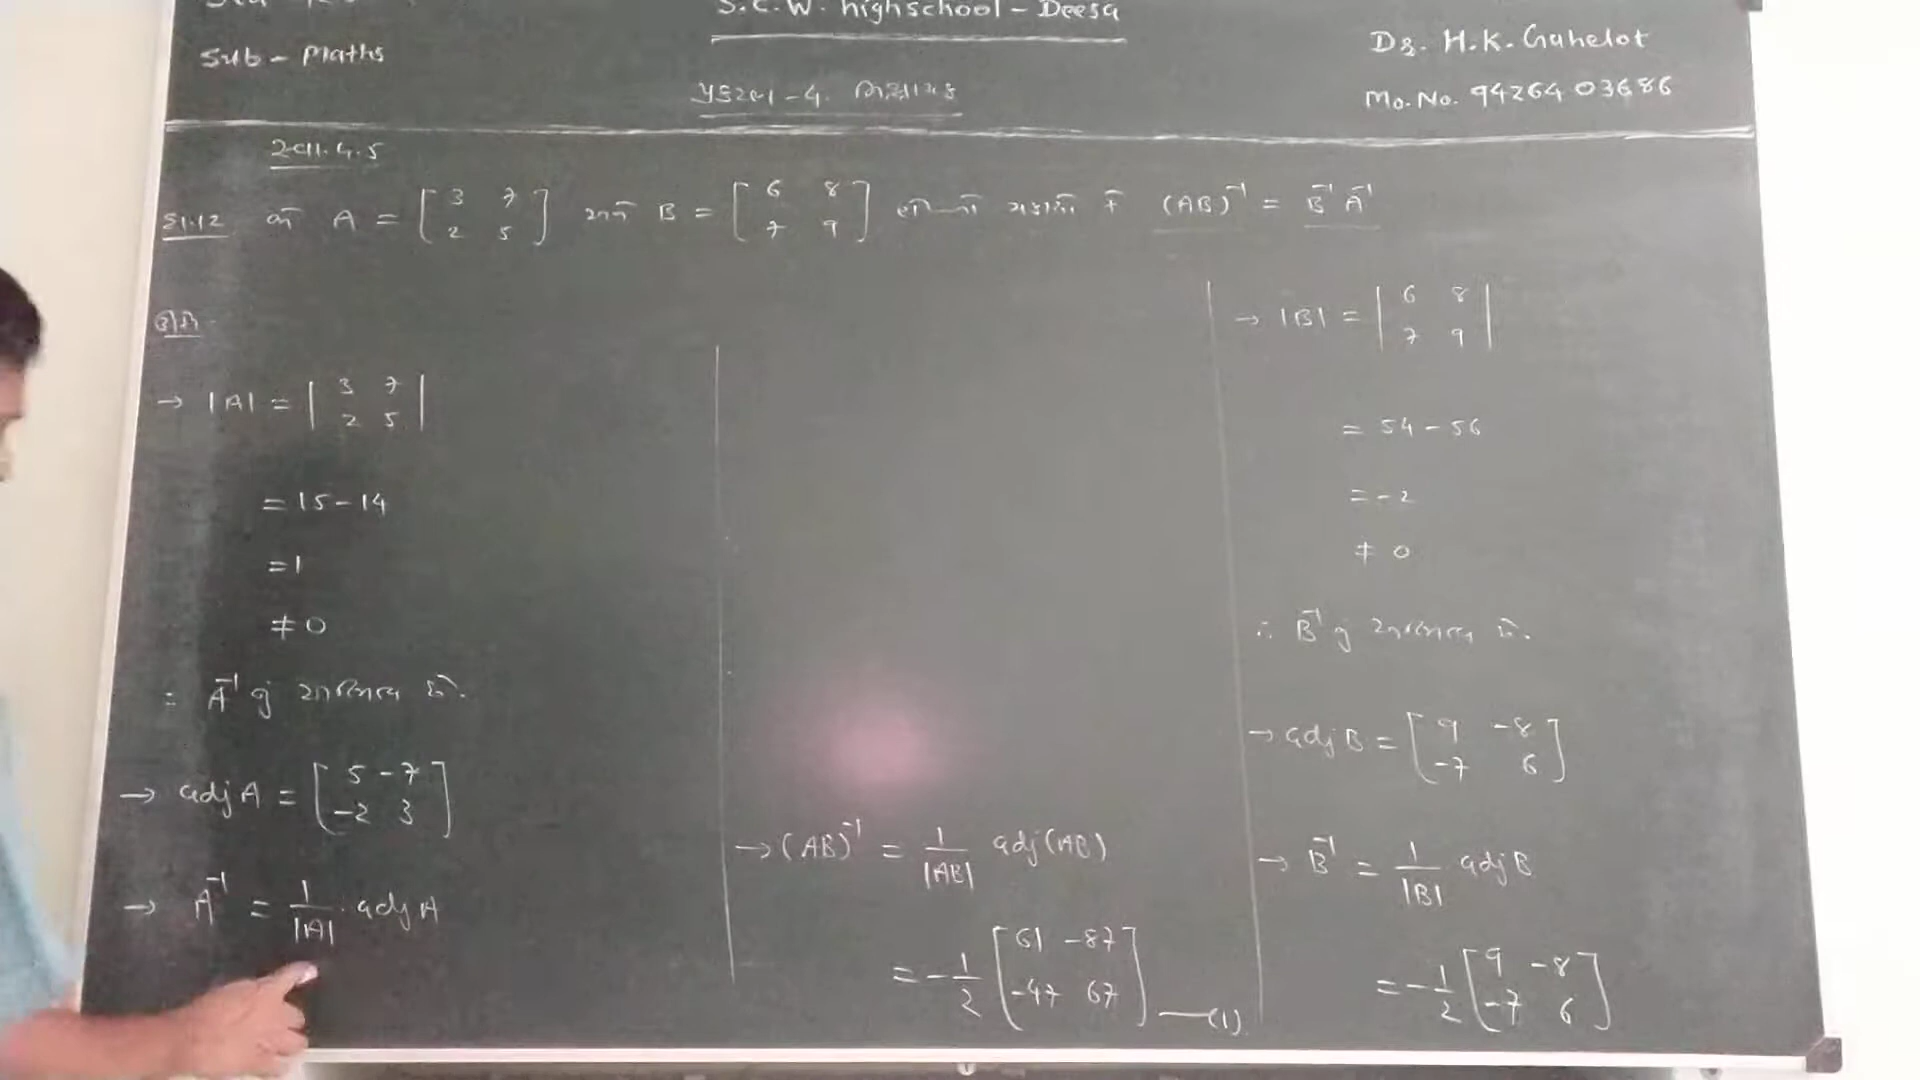 S.C.W. highschool - Deesa
Sub - Maths
Dr. H.K. Gahelot
Mo. No. 94264 03686
પ્રકરણ - 4. નિશ્ચાયક
સ્વા. 4.5
દા.12 જો A = [ 3 7 2 5 ] અને B = [ 6 8 7 9 ] હોય તો ચકાસો કે (AB)⁻¹ = B⁻¹ A⁻¹
→ |A| = | 3 7 2 5 |
= 15 - 14
= 1
≠ 0
∴ A⁻¹ નું અસ્તિત્વ છે.
→ adj A = [ 5 -7 -2 3 ]
→ A⁻¹ = 1/|A| . adj A
→ (AB)⁻¹ = 1/|AB| adj (AB)
= -1/2 [ 61 -87 -47 67 ] —(1)
→ |B| = | 6 8 7 9 |
= 54 - 56
= -2
≠ 0
∴ B⁻¹ નું અસ્તિત્વ છે.
→ adj B = [ 9 -8 -7 6 ]
→ B⁻¹ = 1/|B| adj B
= -1/2 [ 9 -8 -7 6 ]